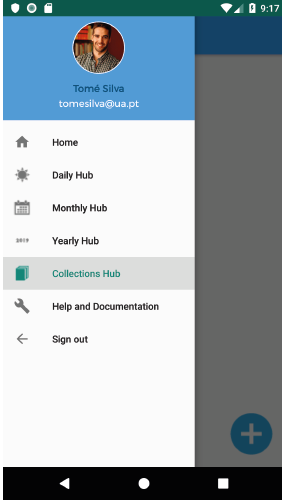 9:17
Tomé Silva
tomesilva@ua.pt
Home
Daily Hub
Monthly Hub
2019 Yearly Hub
Collections Hub
Help and Documentation
Sign out